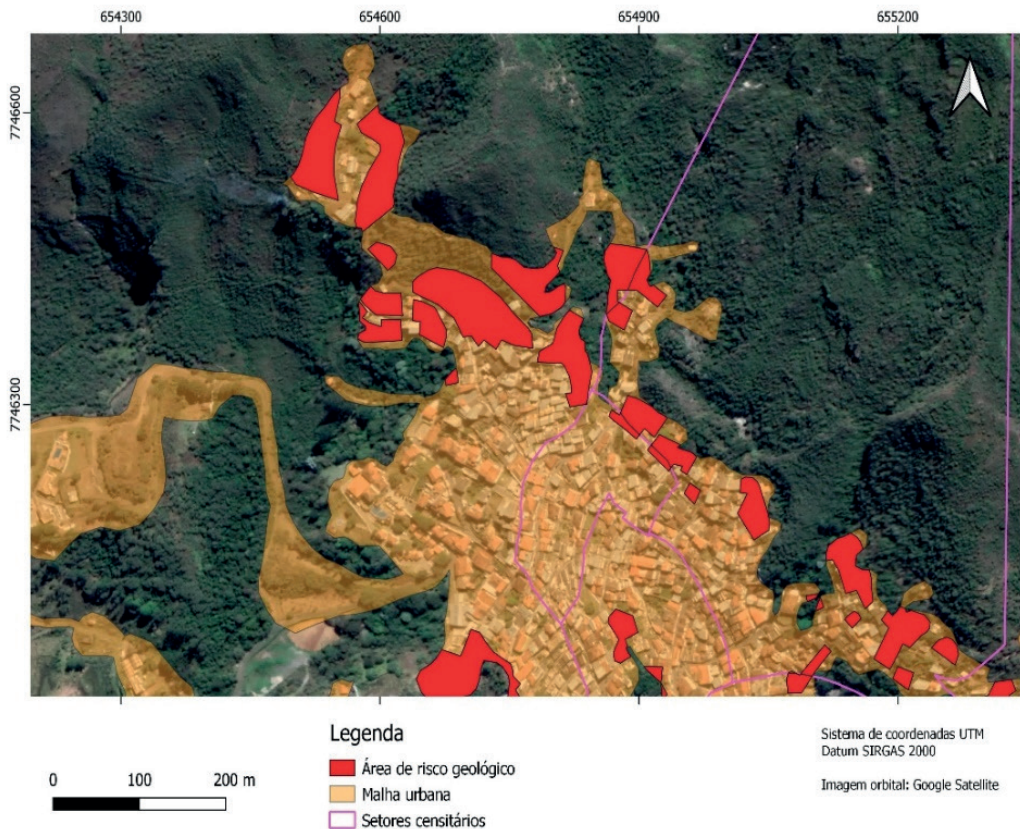 654300
654600
654900
655200
7746600
7746300
Legenda
Área de risco geológico
Malha urbana
Setores censitários
0
100
200 m
Sistema de coordenadas UTM
Datum SIRGAS 2000
Imagem orbital: Google Satellite